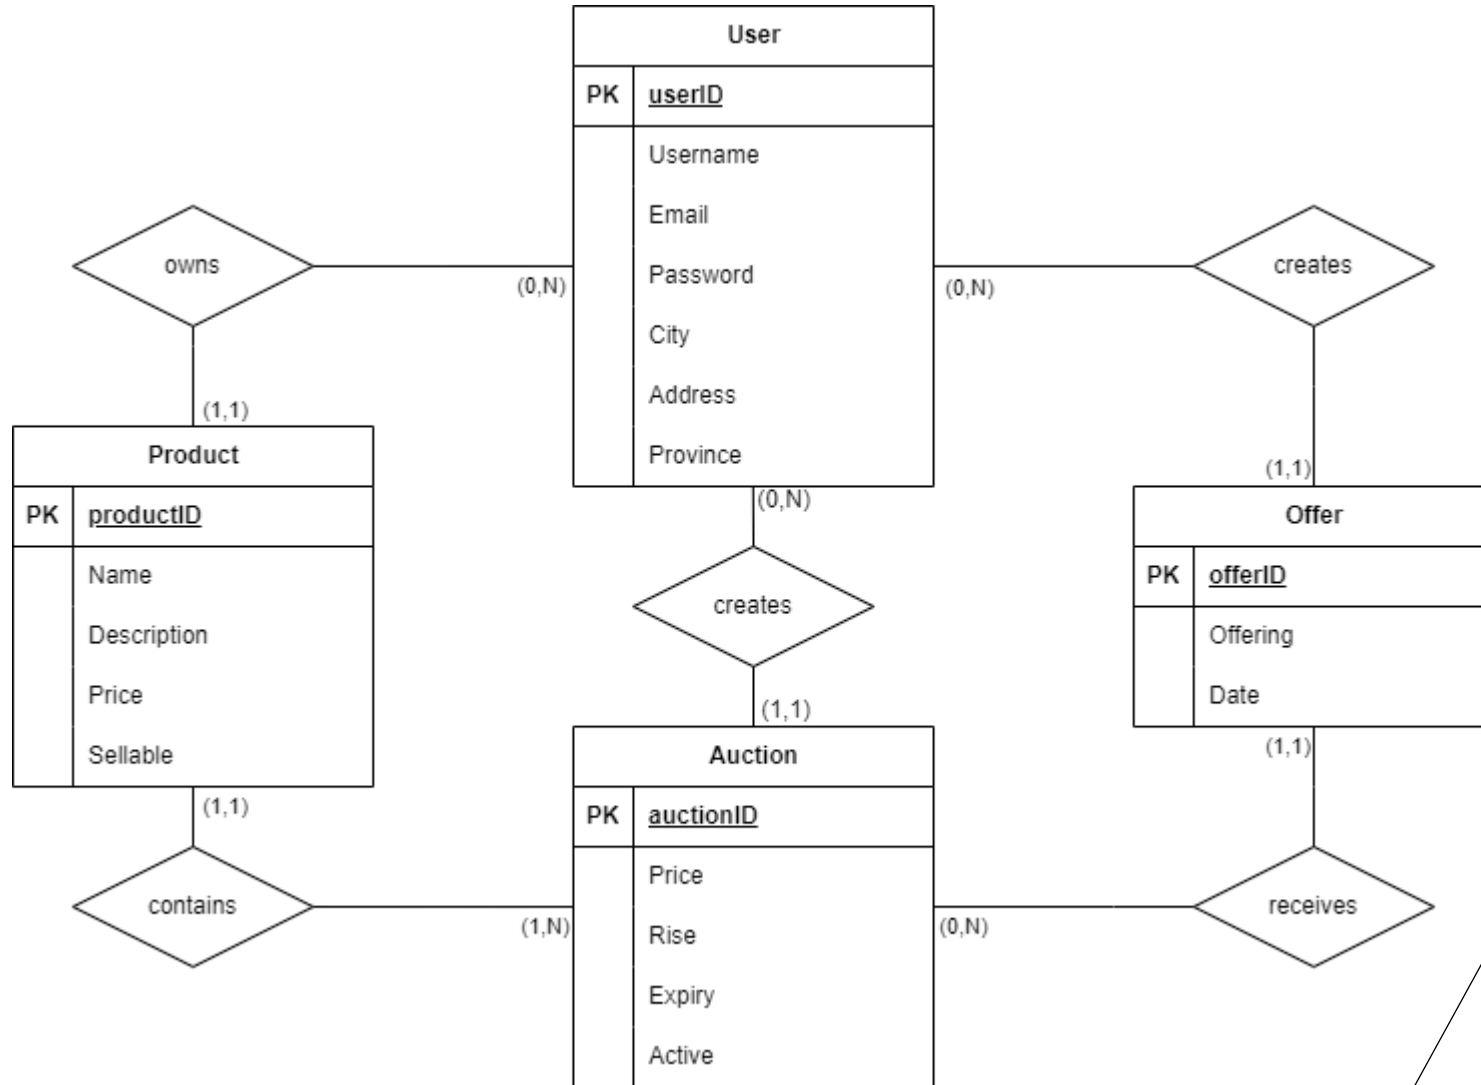 User
PK userID
Username
Email
Password
City
Address
Province
owns
(0,N)
(0,N)
creates
(1,1)
Product
PK productID
Name
Description
Price
Sellable
(0,N)
creates
(1,1)
(1,1)
Offer
PK offerID
Offering
Date
(1,1)
(1,1)
contains
(1,N)
Auction
PK auctionID
Price
Rise
Expiry
Active
(0,N)
receives